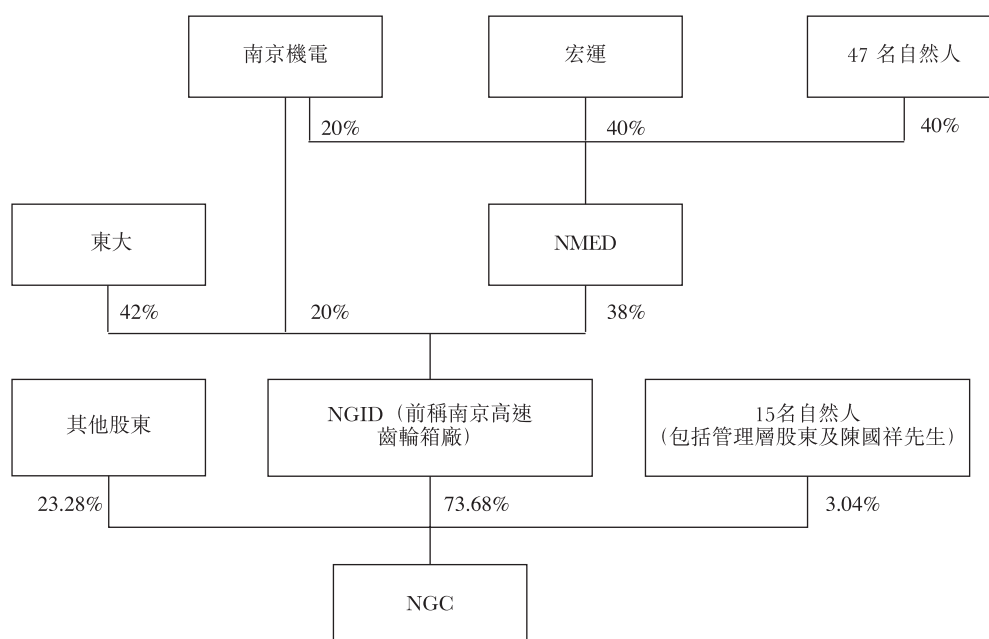 南京機電
宏運
47 名自然人
20%
40%
40%
東大
NMED
42%
20%
38%
其他股東
NGID（前稱南京高速
齒輪箱廠）
15名自然人
（包括管理層股東及陳國祥先生）
23.28%
73.68%
3.04%
NGC